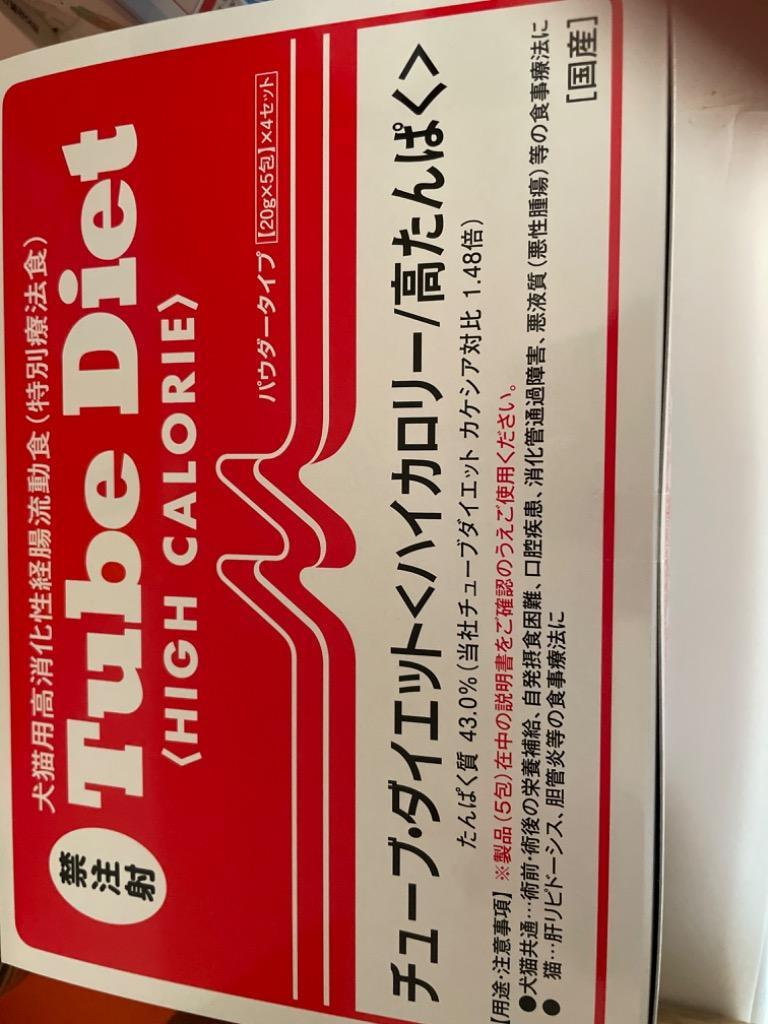 犬猫用高消化性経腸流動食(特別療法食)
禁注射
Tube Diet
〈HIGH CALORIE〉
パウダータイプ [20g×5包]×4セット
チューブ・ダイエット<ハイカロリー/高たんぱく>
たんぱく質 43.0%(当社チューブダイエット カケシア対比 1.48倍)
【用途・注意事項】※製品(5包)在中の説明書をご確認のうえご使用ください。
●犬猫共通…術前・術後の栄養補給、自発摂食困難、口腔疾患、消化管通過障害、悪液質(悪性腫瘍)等の食事療法に
●猫…肝リピドーシス、胆管炎等の食事療法に
[国産]